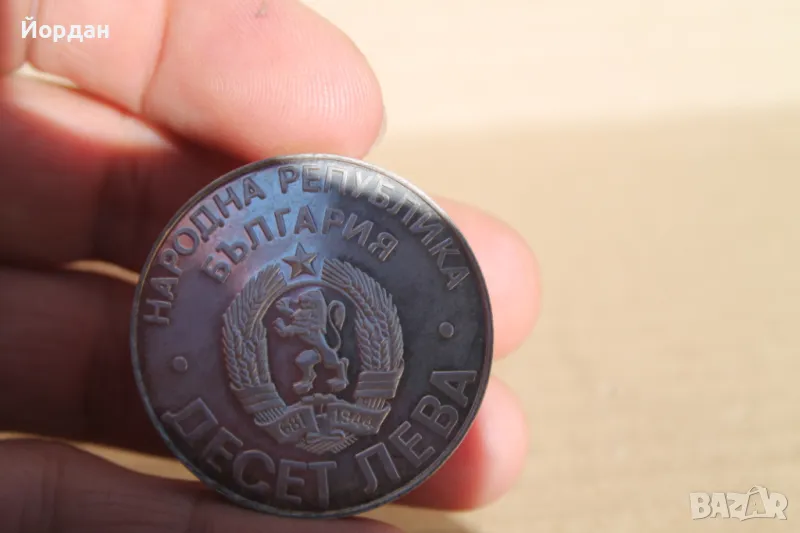 Йордан
НАРОДНА РЕПУБЛИКА
БЪЛГАРИЯ
681 1944
ДЕСЕТ ЛЕВА
BAZAR